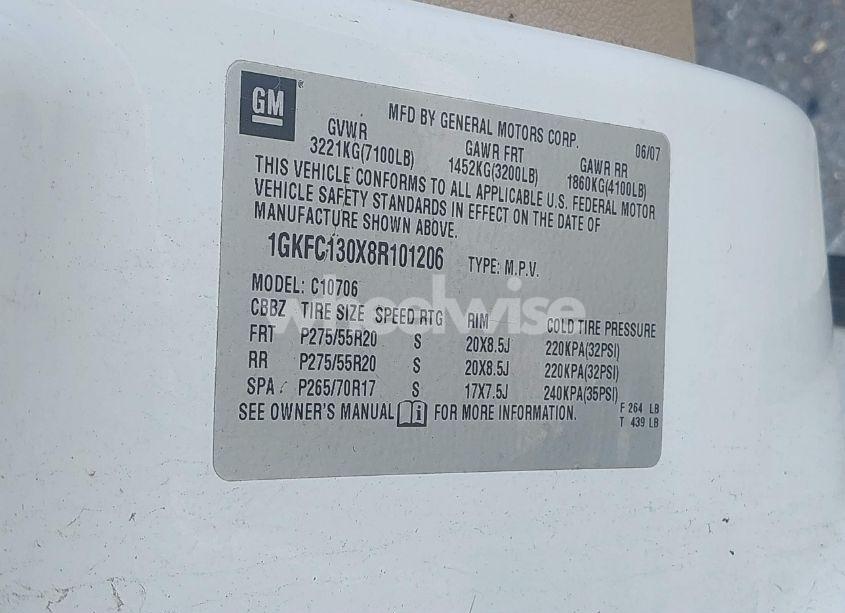 GM
MFD BY GENERAL MOTORS CORP. 06/07
GVWR GAWR FRT GAWR RR
3221KG(7100LB) 1452KG(3200LB) 1860KG(4100LB)
THIS VEHICLE CONFORMS TO ALL APPLICABLE U.S. FEDERAL MOTOR
VEHICLE SAFETY STANDARDS IN EFFECT ON THE DATE OF
MANUFACTURE SHOWN ABOVE.
1GKFC130X8R101206 TYPE: M.P.V.
MODEL: C10706
wheelwise
CBBZ TIRE SIZE SPEED RTG RIM COLD TIRE PRESSURE
FRT P275/55R20 S 20X8.5J 220KPA(32PSI)
RR P275/55R20 S 20X8.5J 220KPA(32PSI)
SPA P265/70R17 S 17X7.5J 240KPA(35PSI)
SEE OWNER'S MANUAL i FOR MORE INFORMATION.
F 264 LB
T 439 LB